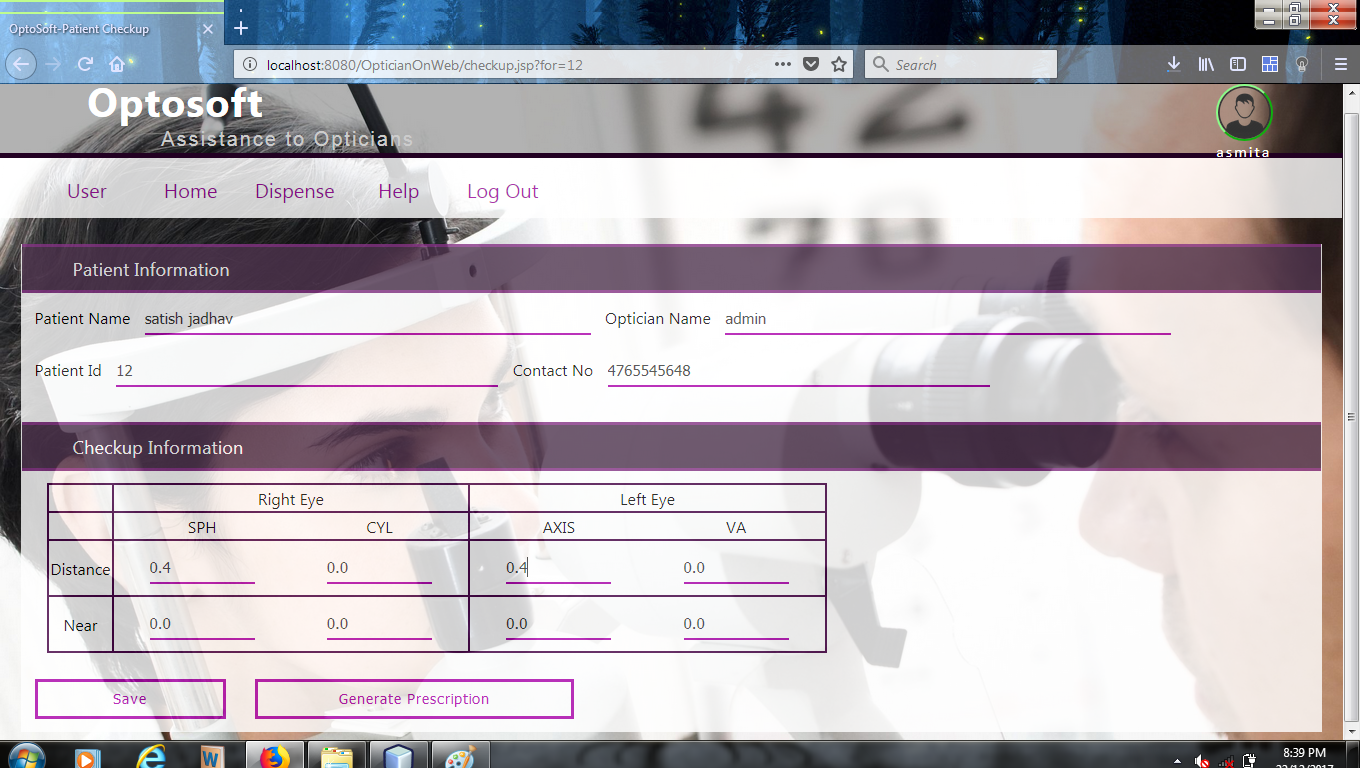 OptoSoft-Patient Checkup
localhost:8080/OpticianOnWeb/checkup.jsp?for=12
Search
Optosoft
Assistance to Opticians
asmita
User Home Dispense Help Log Out
Patient Information
Patient Name satish jadhav Optician Name admin
Patient Id 12 Contact No 4765545648
Checkup Information
Right Eye Left Eye
SPH CYL AXIS VA
Distance 0.4 0.0 0.4 0.0
Near 0.0 0.0 0.0 0.0
Save Generate Prescription
8:39 PM